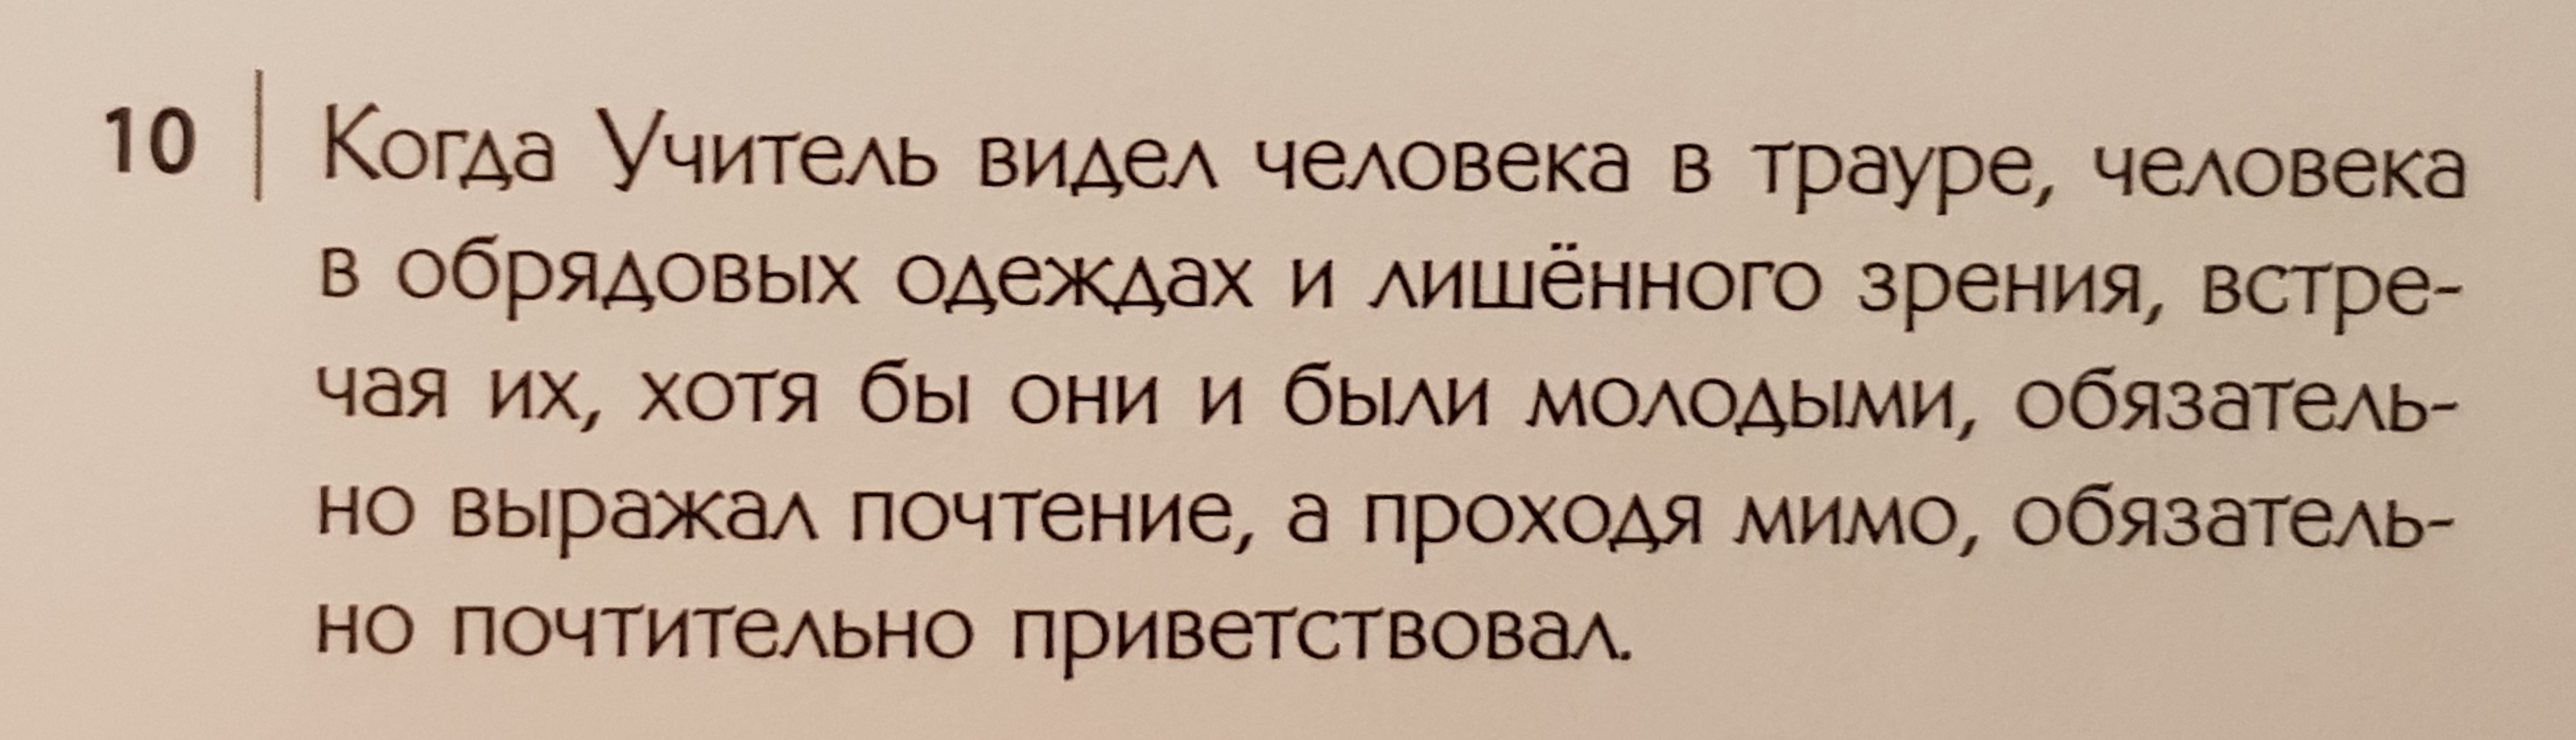 10 | Когда Учитель видел человека в трауре, человека
в обрядовых одеждах и лишённого зрения, встре-
чая их, хотя бы они и были молодыми, обязатель-
но выражал почтение, а проходя мимо, обязатель-
но почтительно приветствовал.